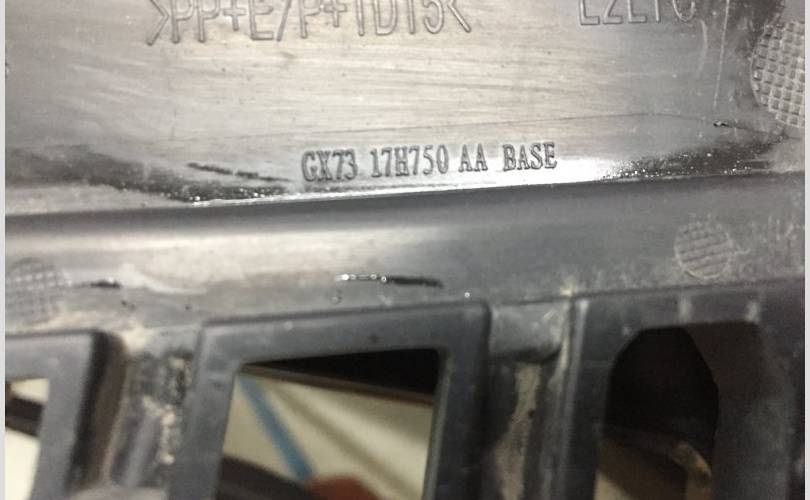 >PP+E/P+TD15<
GX73 17H750 AA BASE